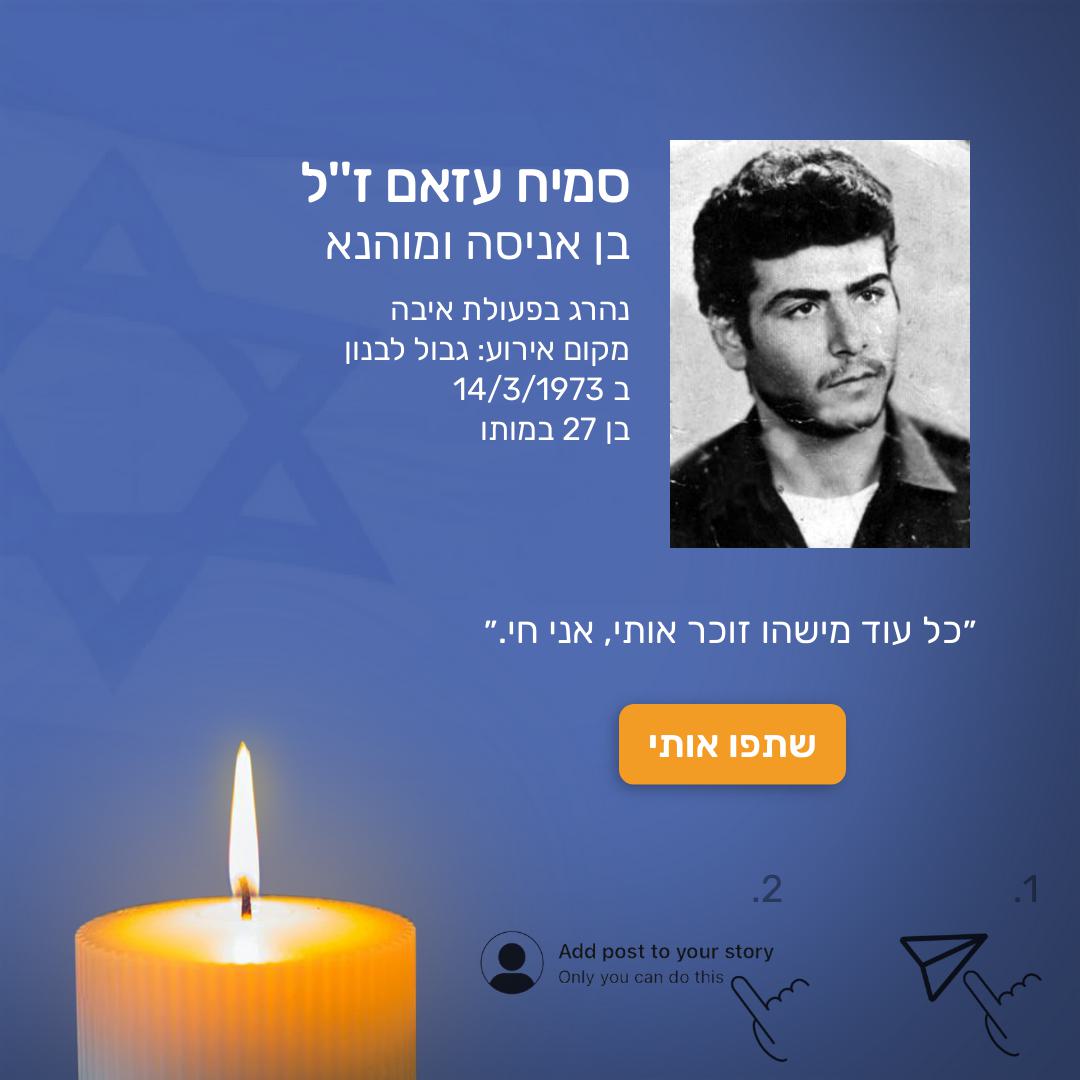 סמיח עזאם ז"ל
בן אניסה ומוהנא
נהרג בפעולת איבה
מקום אירוע: גבול לבנון
ב 14/3/1973
בן 27 במותו
"כל עוד מישהו זוכר אותי, אני חי."
שתפו אותי
1.
2.
Add post to your story
Only you can do this